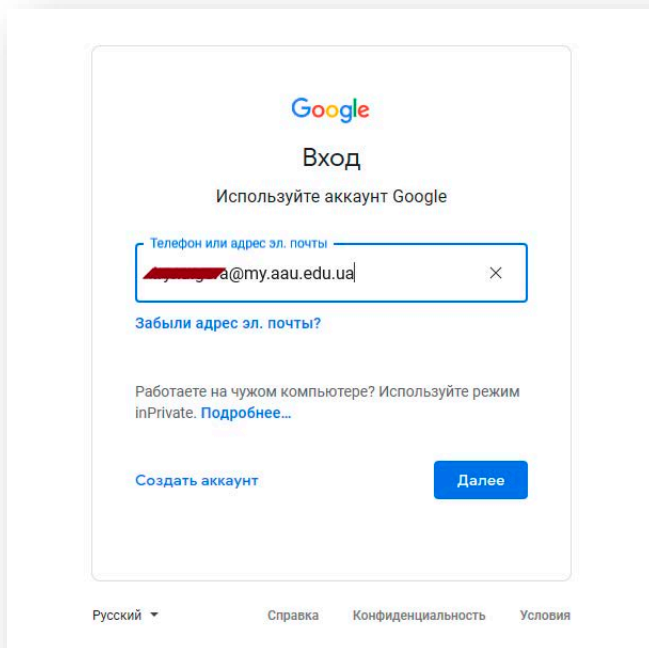 Google
Вход
Используйте аккаунт Google
Телефон или адрес эл. почты
@my.aau.edu.ua
Забыли адрес эл. почты?
Работаете на чужом компьютере? Используйте режим
inPrivate. Подробнее...
Создать аккаунт Далее
Русский Справка Конфиденциальность Условия